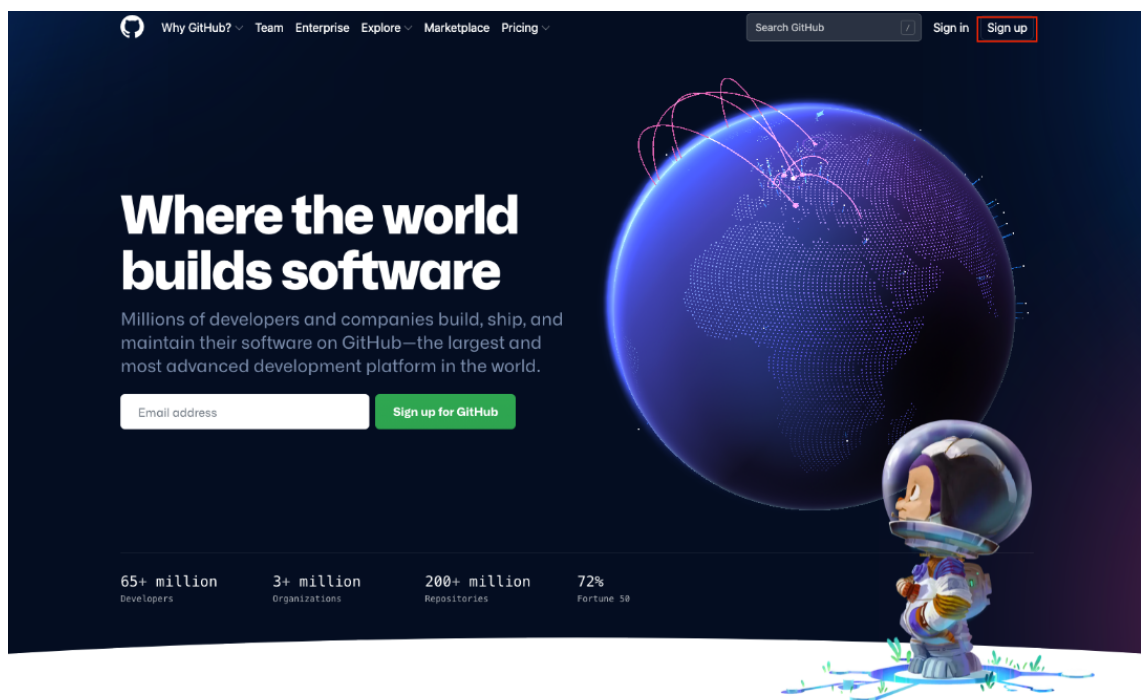 Why GitHub? Team Enterprise Explore Marketplace Pricing Search GitHub / Sign in Sign up
Where the world
builds software
Millions of developers and companies build, ship, and
maintain their software on GitHub—the largest and
most advanced development platform in the world.
Email address Sign up for GitHub
65+ million 3+ million 200+ million 72%
Developers Organizations Repositories Fortune 50